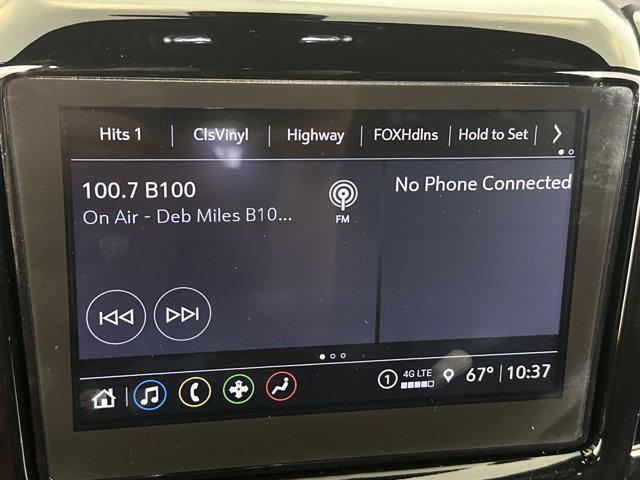 Hits 1 ClsVinyl Highway FOXHdlns Hold to Set
100.7 B100
On Air - Deb Miles B10...
FM
No Phone Connected
1 4G LTE 67° 10:37